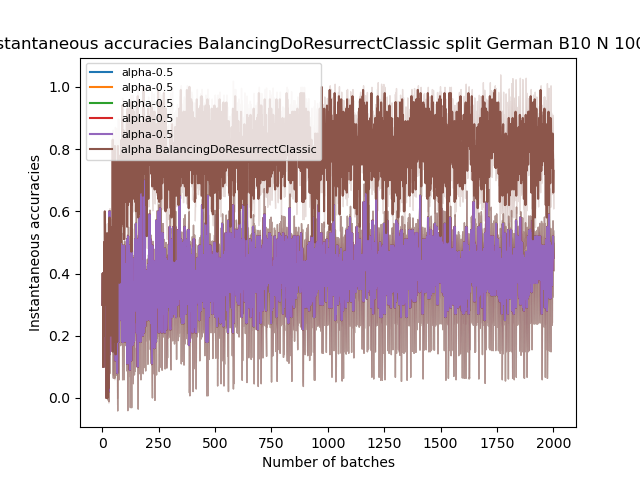 stantaneous accuracies BalancingDoResurrectClassic split German B10 N 100
alpha-0.5
alpha-0.5
alpha-0.5
alpha-0.5
alpha-0.5
alpha BalancingDoResurrectClassic
Instantaneous accuracies
1.0
0.8
0.6
0.4
0.2
0.0
0 250 500 750 1000 1250 1500 1750 2000
Number of batches